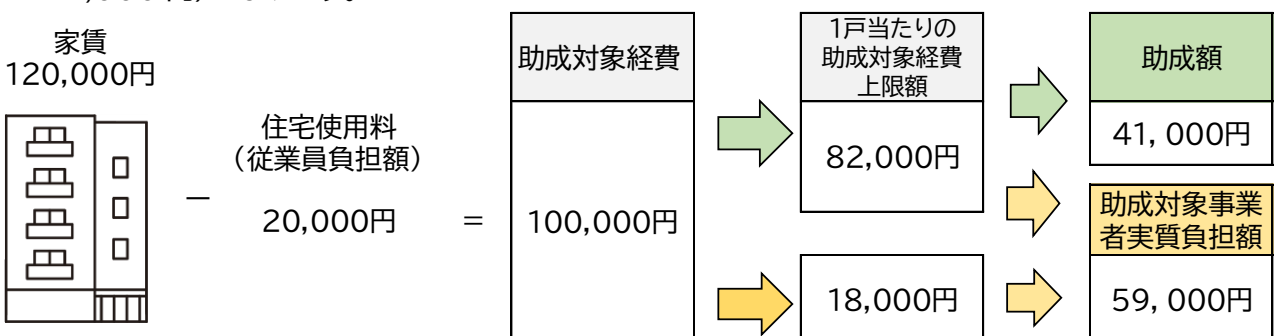 家賃
120,000円
住宅使用料
（従業員負担額）
－
20,000円
＝
助成対象経費
100,000円
1戸当たりの
助成対象経費
上限額
82,000円
18,000円
助成額
41,000円
助成対象事業
者実質負担額
59,000円